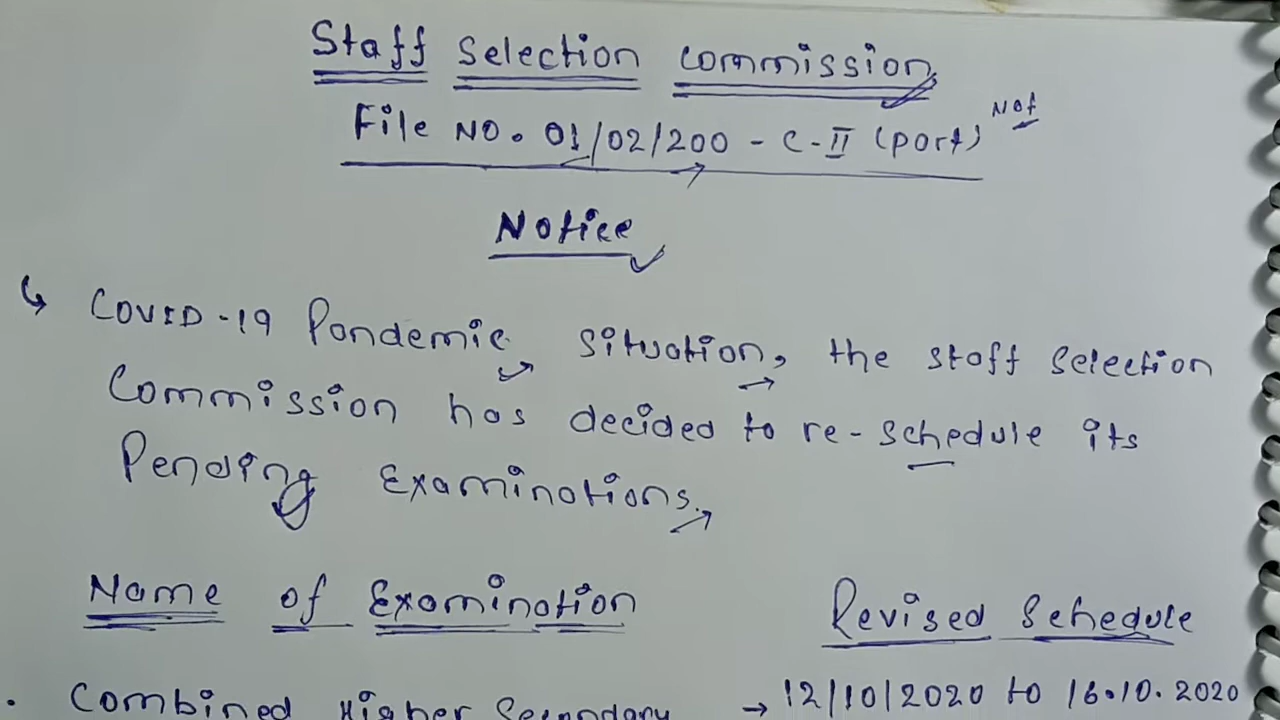 Staff Selection Commission
File No. 01/02/200 - C-II (Part) Not
Notice
COVID-19 Pandemic situation, the staff selection
Commission has decided to re-schedule its
Pending Examinations.
Name of Examination Revised Schedule
. Combined Higher Secondary → 12/10/2020 to 16.10.2020